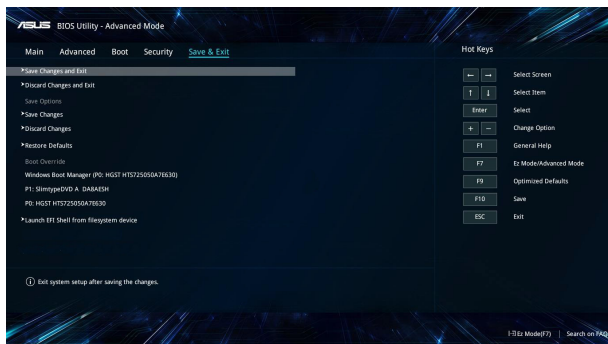 ASUS BIOS Utility - Advanced Mode
Main Advanced Boot Security Save & Exit
Hot Keys
Save Changes and Exit
Discard Changes and Exit
Save Options
Save Changes
Discard Changes
Restore Defaults
Boot Override
Windows Boot Manager (P0: HGST HTS725050A7E630)
P1: SlimtypeDVD A DA8AESH
P0: HGST HTS725050A7E630
Launch EFI Shell from filesystem device
← → Select Screen
↑ ↓ Select Item
Enter Select
+ − Change Option
F1 General Help
F7 Ez Mode/Advanced Mode
F9 Optimized Defaults
F10 Save
ESC Exit
Exit system setup after saving the changes.
Ez Mode(F7) | Search on FAQ